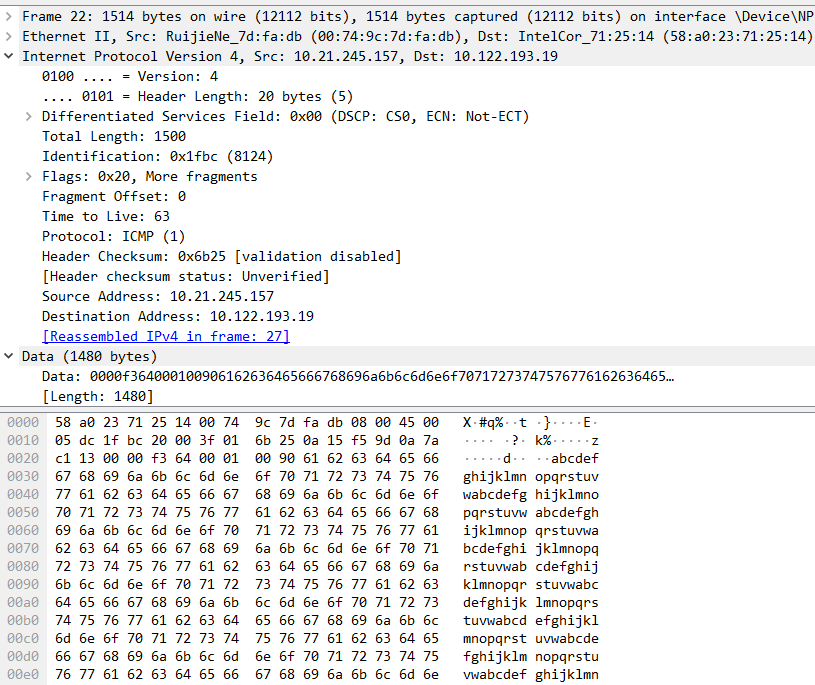 Frame 22: 1514 bytes on wire (12112 bits), 1514 bytes captured (12112 bits) on interface \Device\NP
Ethernet II, Src: RuijieNe_7d:fa:db (00:74:9c:7d:fa:db), Dst: IntelCor_71:25:14 (58:a0:23:71:25:14)
Internet Protocol Version 4, Src: 10.21.245.157, Dst: 10.122.193.19
0100 .... = Version: 4
.... 0101 = Header Length: 20 bytes (5)
Differentiated Services Field: 0x00 (DSCP: CS0, ECN: Not-ECT)
Total Length: 1500
Identification: 0x1fbc (8124)
Flags: 0x20, More fragments
Fragment Offset: 0
Time to Live: 63
Protocol: ICMP (1)
Header Checksum: 0x6b25 [validation disabled]
[Header checksum status: Unverified]
Source Address: 10.21.245.157
Destination Address: 10.122.193.19
[Reassembled IPv4 in frame: 27]
Data (1480 bytes)
Data: 0000f364000100906162636465666768696a6b6c6d6e6f7071727374757677616263646 5…
[Length: 1480]
0000 58 a0 23 71 25 14 00 74 9c 7d fa db 08 00 45 00 X·#q%··t ·}····E·
0010 05 dc 1f bc 20 00 3f 01 6b 25 0a 15 f5 9d 0a 7a ···· ·?· k%·····z
0020 c1 13 00 00 f3 64 00 01 00 90 61 62 63 64 65 66 ·····d·· ··abcdef
0030 67 68 69 6a 6b 6c 6d 6e 6f 70 71 72 73 74 75 76 ghijklmn opqrstuv
0040 77 61 62 63 64 65 66 67 68 69 6a 6b 6c 6d 6e 6f wabcdefg hijklmno
0050 70 71 72 73 74 75 76 77 61 62 63 64 65 66 67 68 pqrstuvw abcdefgh
0060 69 6a 6b 6c 6d 6e 6f 70 71 72 73 74 75 76 77 61 ijklmnop qrstuvwa
0070 62 63 64 65 66 67 68 69 6a 6b 6c 6d 6e 6f 70 71 bcdefghi jklmnopq
0080 72 73 74 75 76 77 61 62 63 64 65 66 67 68 69 6a rstuvwab cdefghij
0090 6b 6c 6d 6e 6f 70 71 72 73 74 75 76 77 61 62 63 klmnopqr stuvwabc
00a0 64 65 66 67 68 69 6a 6b 6c 6d 6e 6f 70 71 72 73 defghijk lmnopqrs
00b0 74 75 76 77 61 62 63 64 65 66 67 68 69 6a 6b 6c tuvwabcd efghijkl
00c0 6d 6e 6f 70 71 72 73 74 75 76 77 61 62 63 64 65 mnopqrst uvwabcde
00d0 66 67 68 69 6a 6b 6c 6d 6e 6f 70 71 72 73 74 75 fghijklm nopqrstu
00e0 76 77 61 62 63 64 65 66 67 68 69 6a 6b 6c 6d 6e vwabcdef ghijklmn